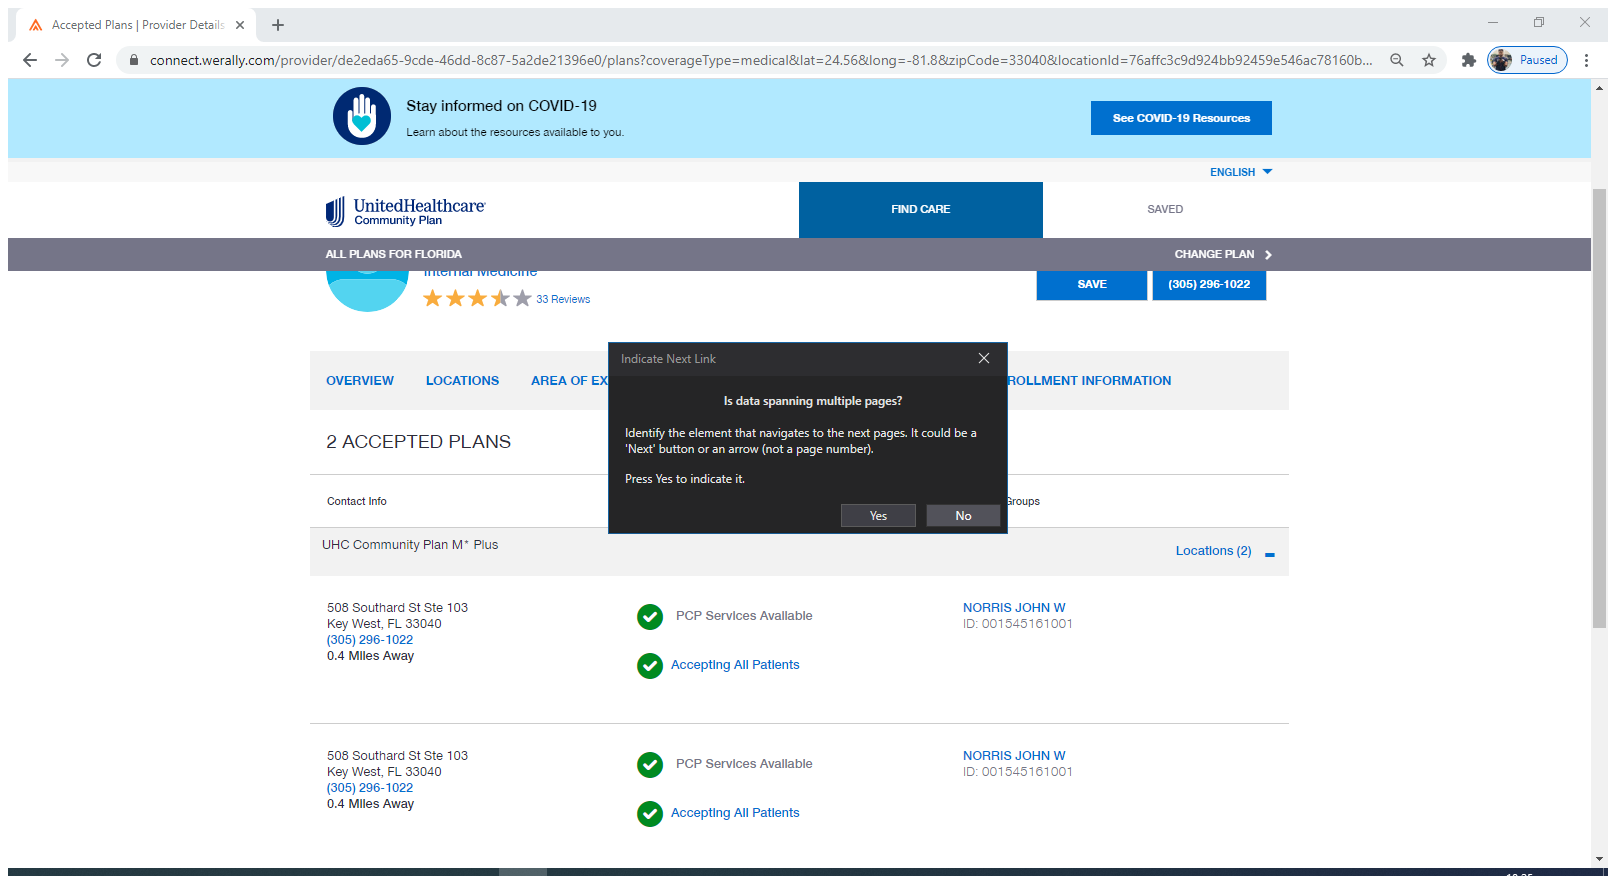 Accepted Plans | Provider Details
connect.werally.com/provider/de2eda65-9cde-46dd-8c87-5a2de21396e0/plans?coverageType=medical&lat=24.56&long=-81.8&zipCode=33040&locationId=76affc3c9d924bb92459e546ac78160b...
Paused
Stay informed on COVID-19
Learn about the resources available to you.
See COVID-19 Resources
ENGLISH
UnitedHealthcare
Community Plan
FIND CARE
SAVED
ALL PLANS FOR FLORIDA
CHANGE PLAN
Internal Medicine
33 Reviews
SAVE
(305) 296-1022
Indicate Next Link
Is data spanning multiple pages?
Identify the element that navigates to the next pages. It could be a
'Next' button or an arrow (not a page number).
Press Yes to indicate it.
Yes
No
OVERVIEW
LOCATIONS
AREA OF EX
ROLLMENT INFORMATION
2 ACCEPTED PLANS
Contact Info
Groups
UHC Community Plan M* Plus
Locations (2)
508 Southard St Ste 103
Key West, FL 33040
(305) 296-1022
0.4 Miles Away
PCP Services Available
Accepting All Patients
NORRIS JOHN W
ID: 001545161001
508 Southard St Ste 103
Key West, FL 33040
(305) 296-1022
0.4 Miles Away
PCP Services Available
Accepting All Patients
NORRIS JOHN W
ID: 001545161001